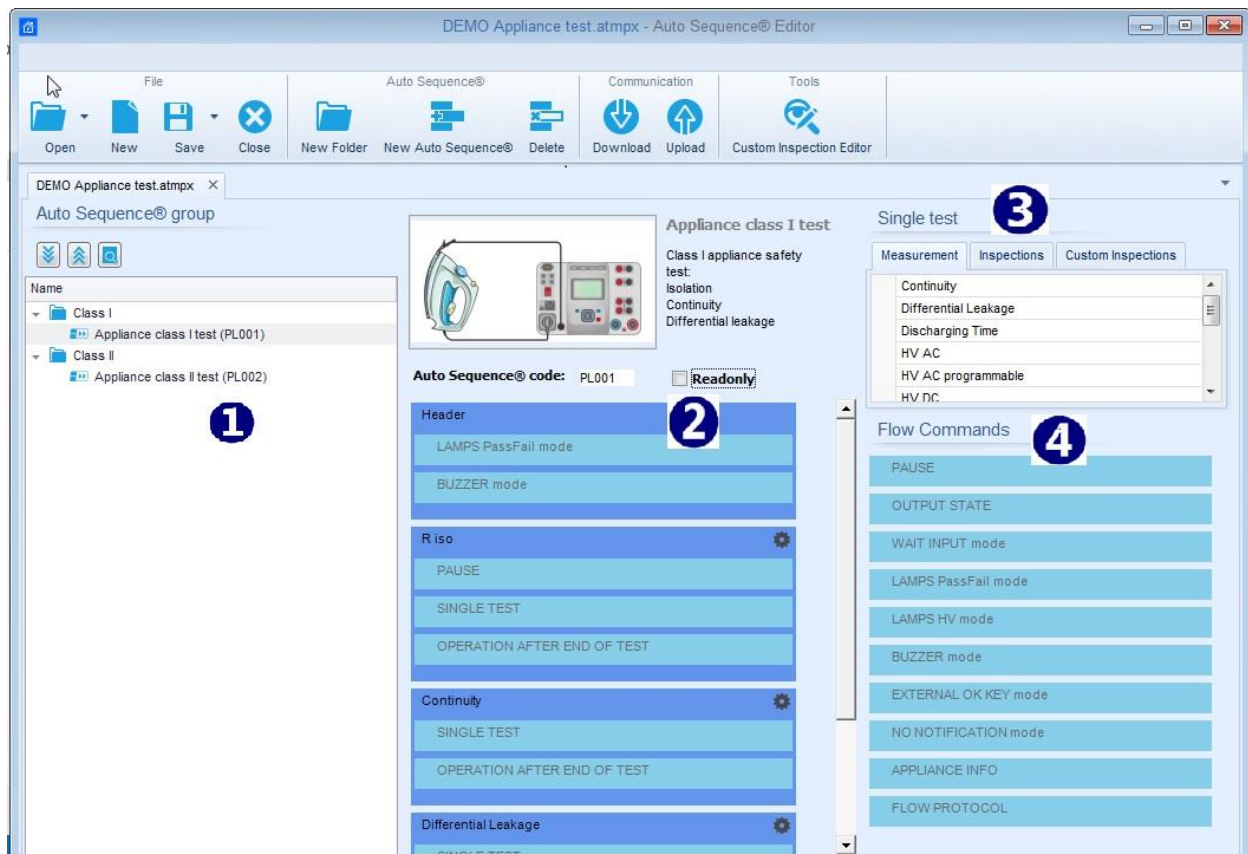 DEMO Appliance test.atmpx - Auto Sequence® Editor
File
Auto Sequence®
Communication
Tools
Open
New
Save
Close
New Folder
New Auto Sequence®
Delete
Download
Upload
Custom Inspection Editor
DEMO Appliance test.atmpx
Auto Sequence® group
Name
Class I
Appliance class I test (PL001)
Class II
Appliance class II test (PL002)
1
Appliance class I test
Class I appliance safety
test:
Isolation
Continuity
Differential leakage
Auto Sequence® code: PL001
Readonly
2
Header
LAMPS PassFail mode
BUZZER mode
R iso
PAUSE
SINGLE TEST
OPERATION AFTER END OF TEST
Continuity
SINGLE TEST
OPERATION AFTER END OF TEST
Differential Leakage
SINGLE TEST
Single test
3
Measurement
Inspections
Custom Inspections
Continuity
Differential Leakage
Discharging Time
HV AC
HV AC programmable
HV DC
Flow Commands
4
PAUSE
OUTPUT STATE
WAIT INPUT mode
LAMPS PassFail mode
LAMPS HV mode
BUZZER mode
EXTERNAL OK KEY mode
NO NOTIFICATION mode
APPLIANCE INFO
FLOW PROTOCOL